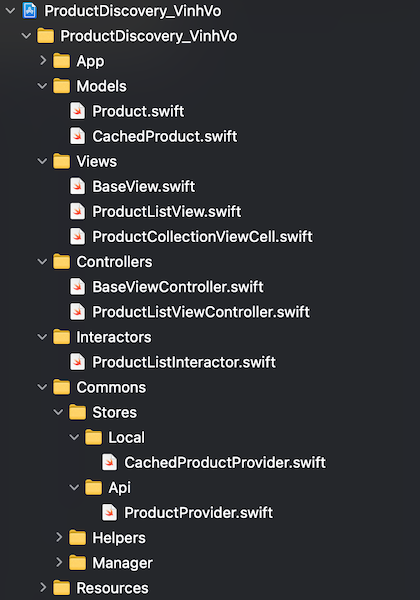 ProductDiscovery_VinhVo
ProductDiscovery_VinhVo
App
Models
Product.swift
CachedProduct.swift
Views
BaseView.swift
ProductListView.swift
ProductCollectionViewCell.swift
Controllers
BaseViewController.swift
ProductListViewController.swift
Interactors
ProductListInteractor.swift
Commons
Stores
Local
CachedProductProvider.swift
Api
ProductProvider.swift
Helpers
Manager
Resources